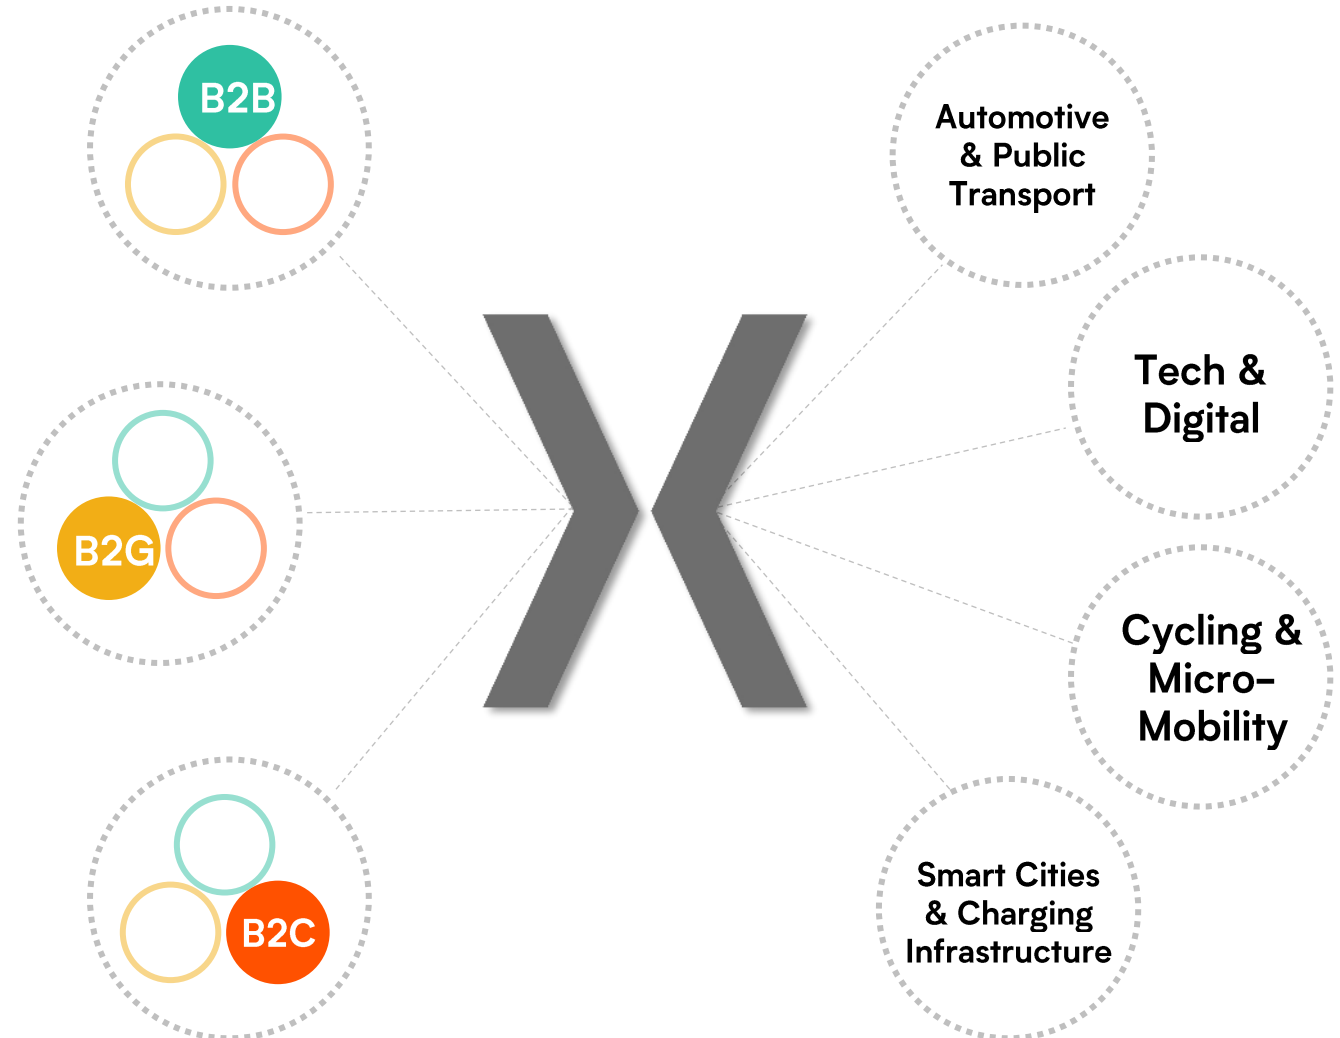 B2B
B2G
B2C
Automotive
& Public
Transport
Tech &
Digital
Cycling &
Micro-
Mobility
Smart Cities
& Charging
Infrastructure